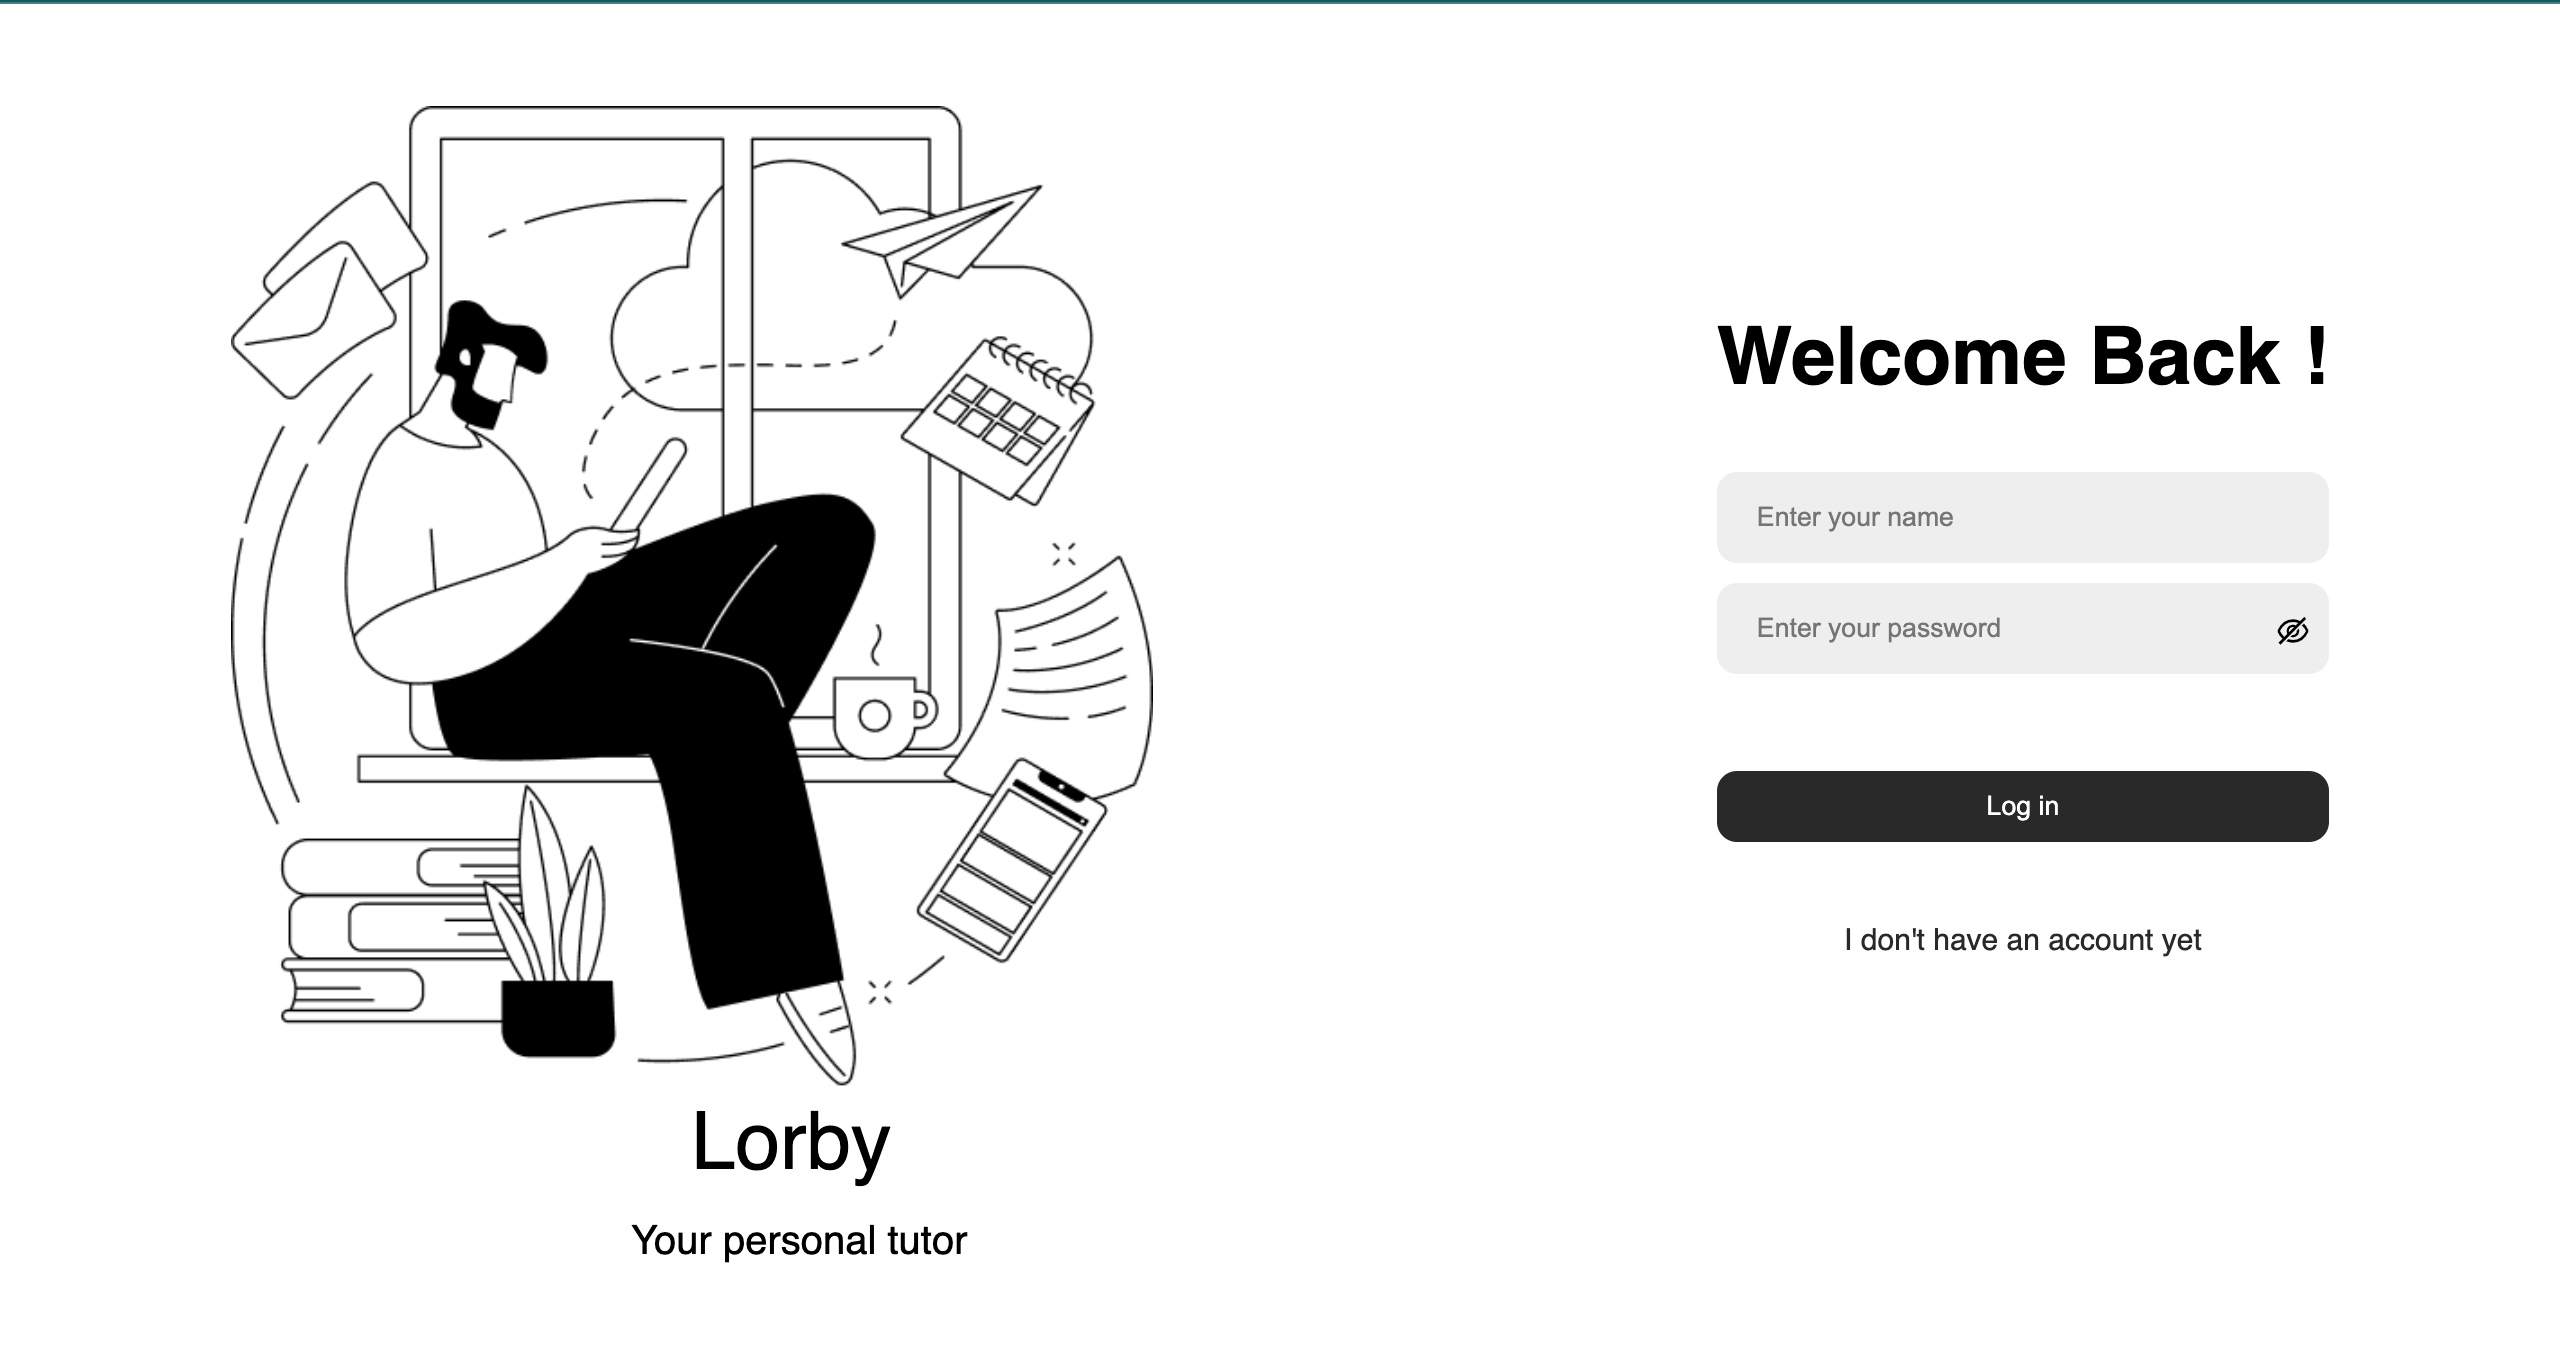 Welcome Back !
Enter your name
Enter your password
Log in
I don't have an account yet
Lorby
Your personal tutor